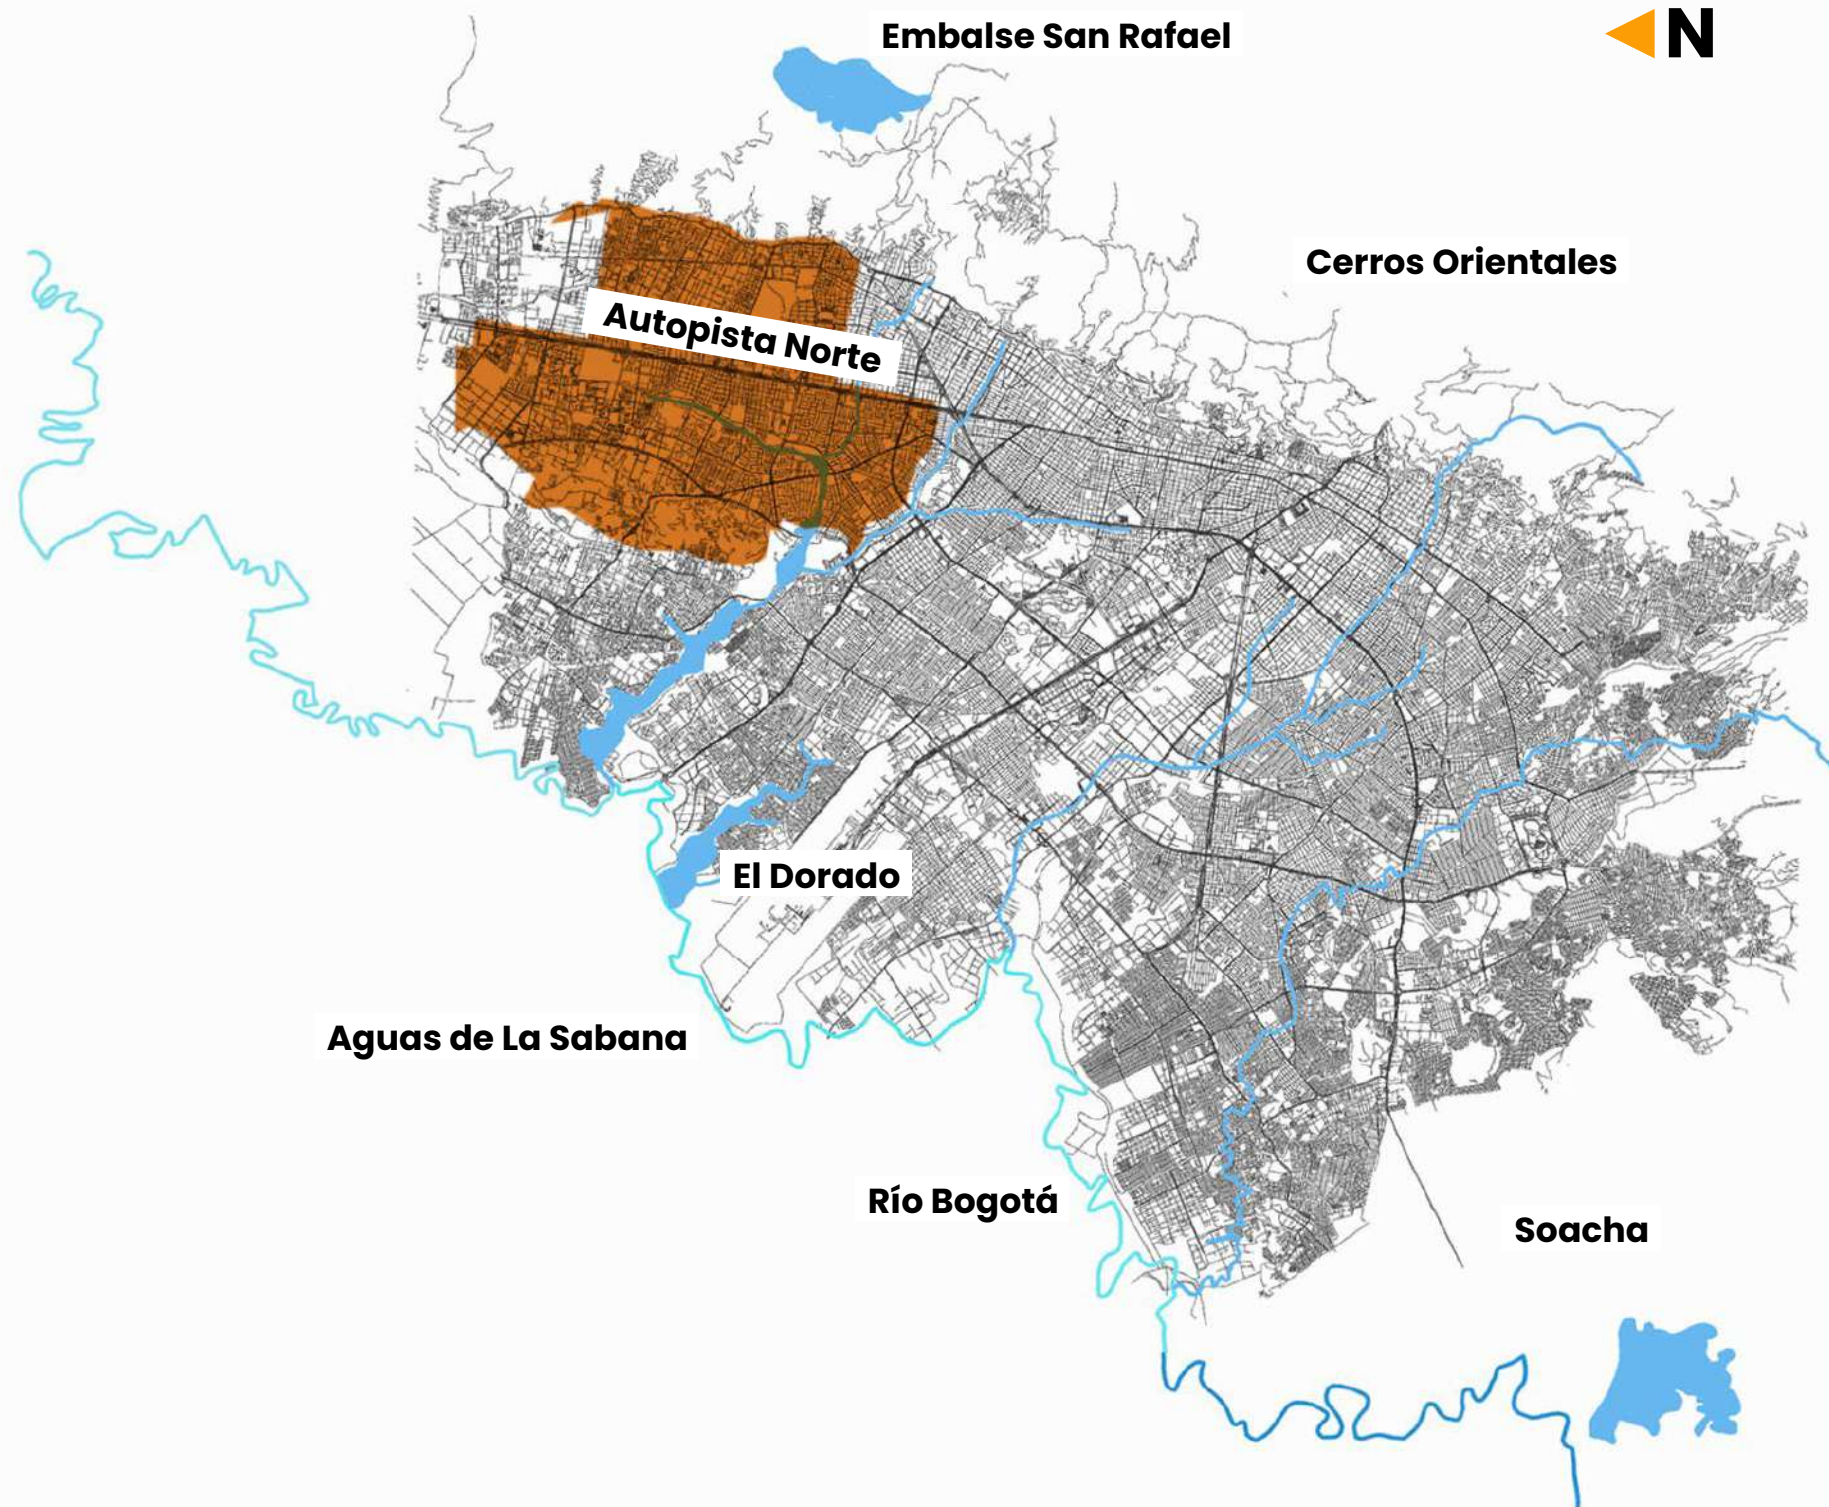 Embalse San Rafael
N
Cerros Orientales
Autopista Norte
El Dorado
Aguas de La Sabana
Río Bogotá
Soacha